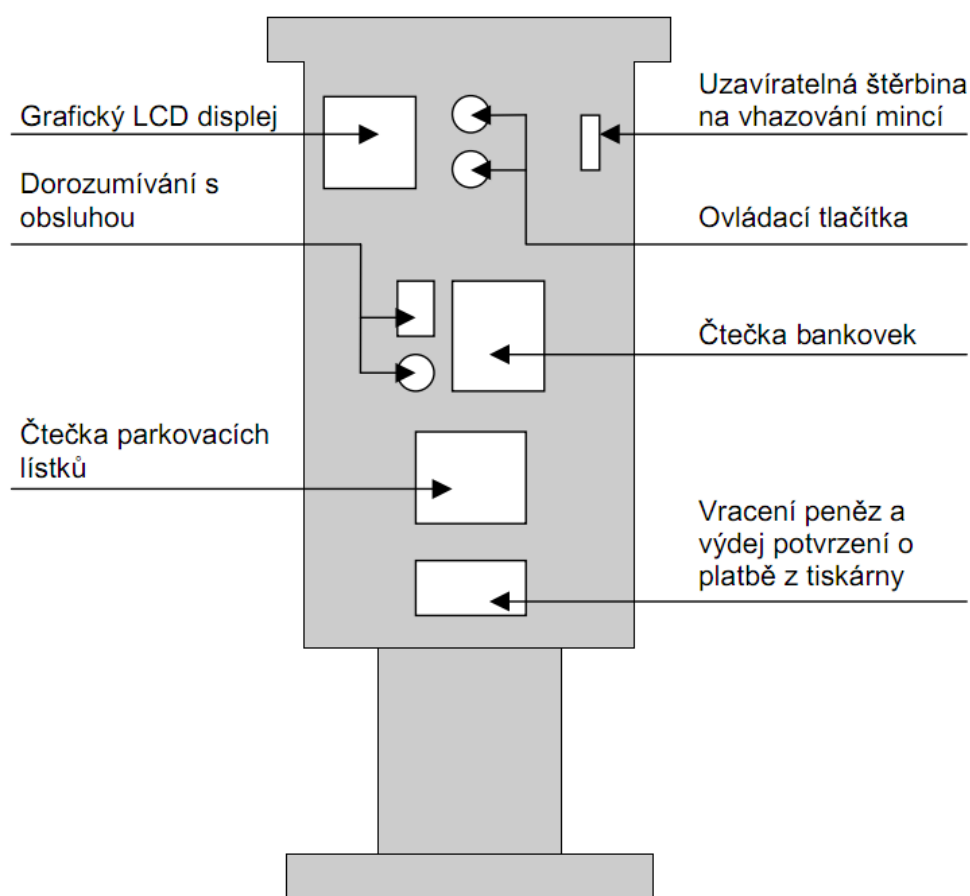 Grafický LCD displej
Dorozumívání s
obsluhou
Čtečka parkovacích
lístků
Uzavíratelná štěrbina
na vhazování mincí
Ovládací tlačítka
Čtečka bankovek
Vracení peněz a
výdej potvrzení o
platbě z tiskárny